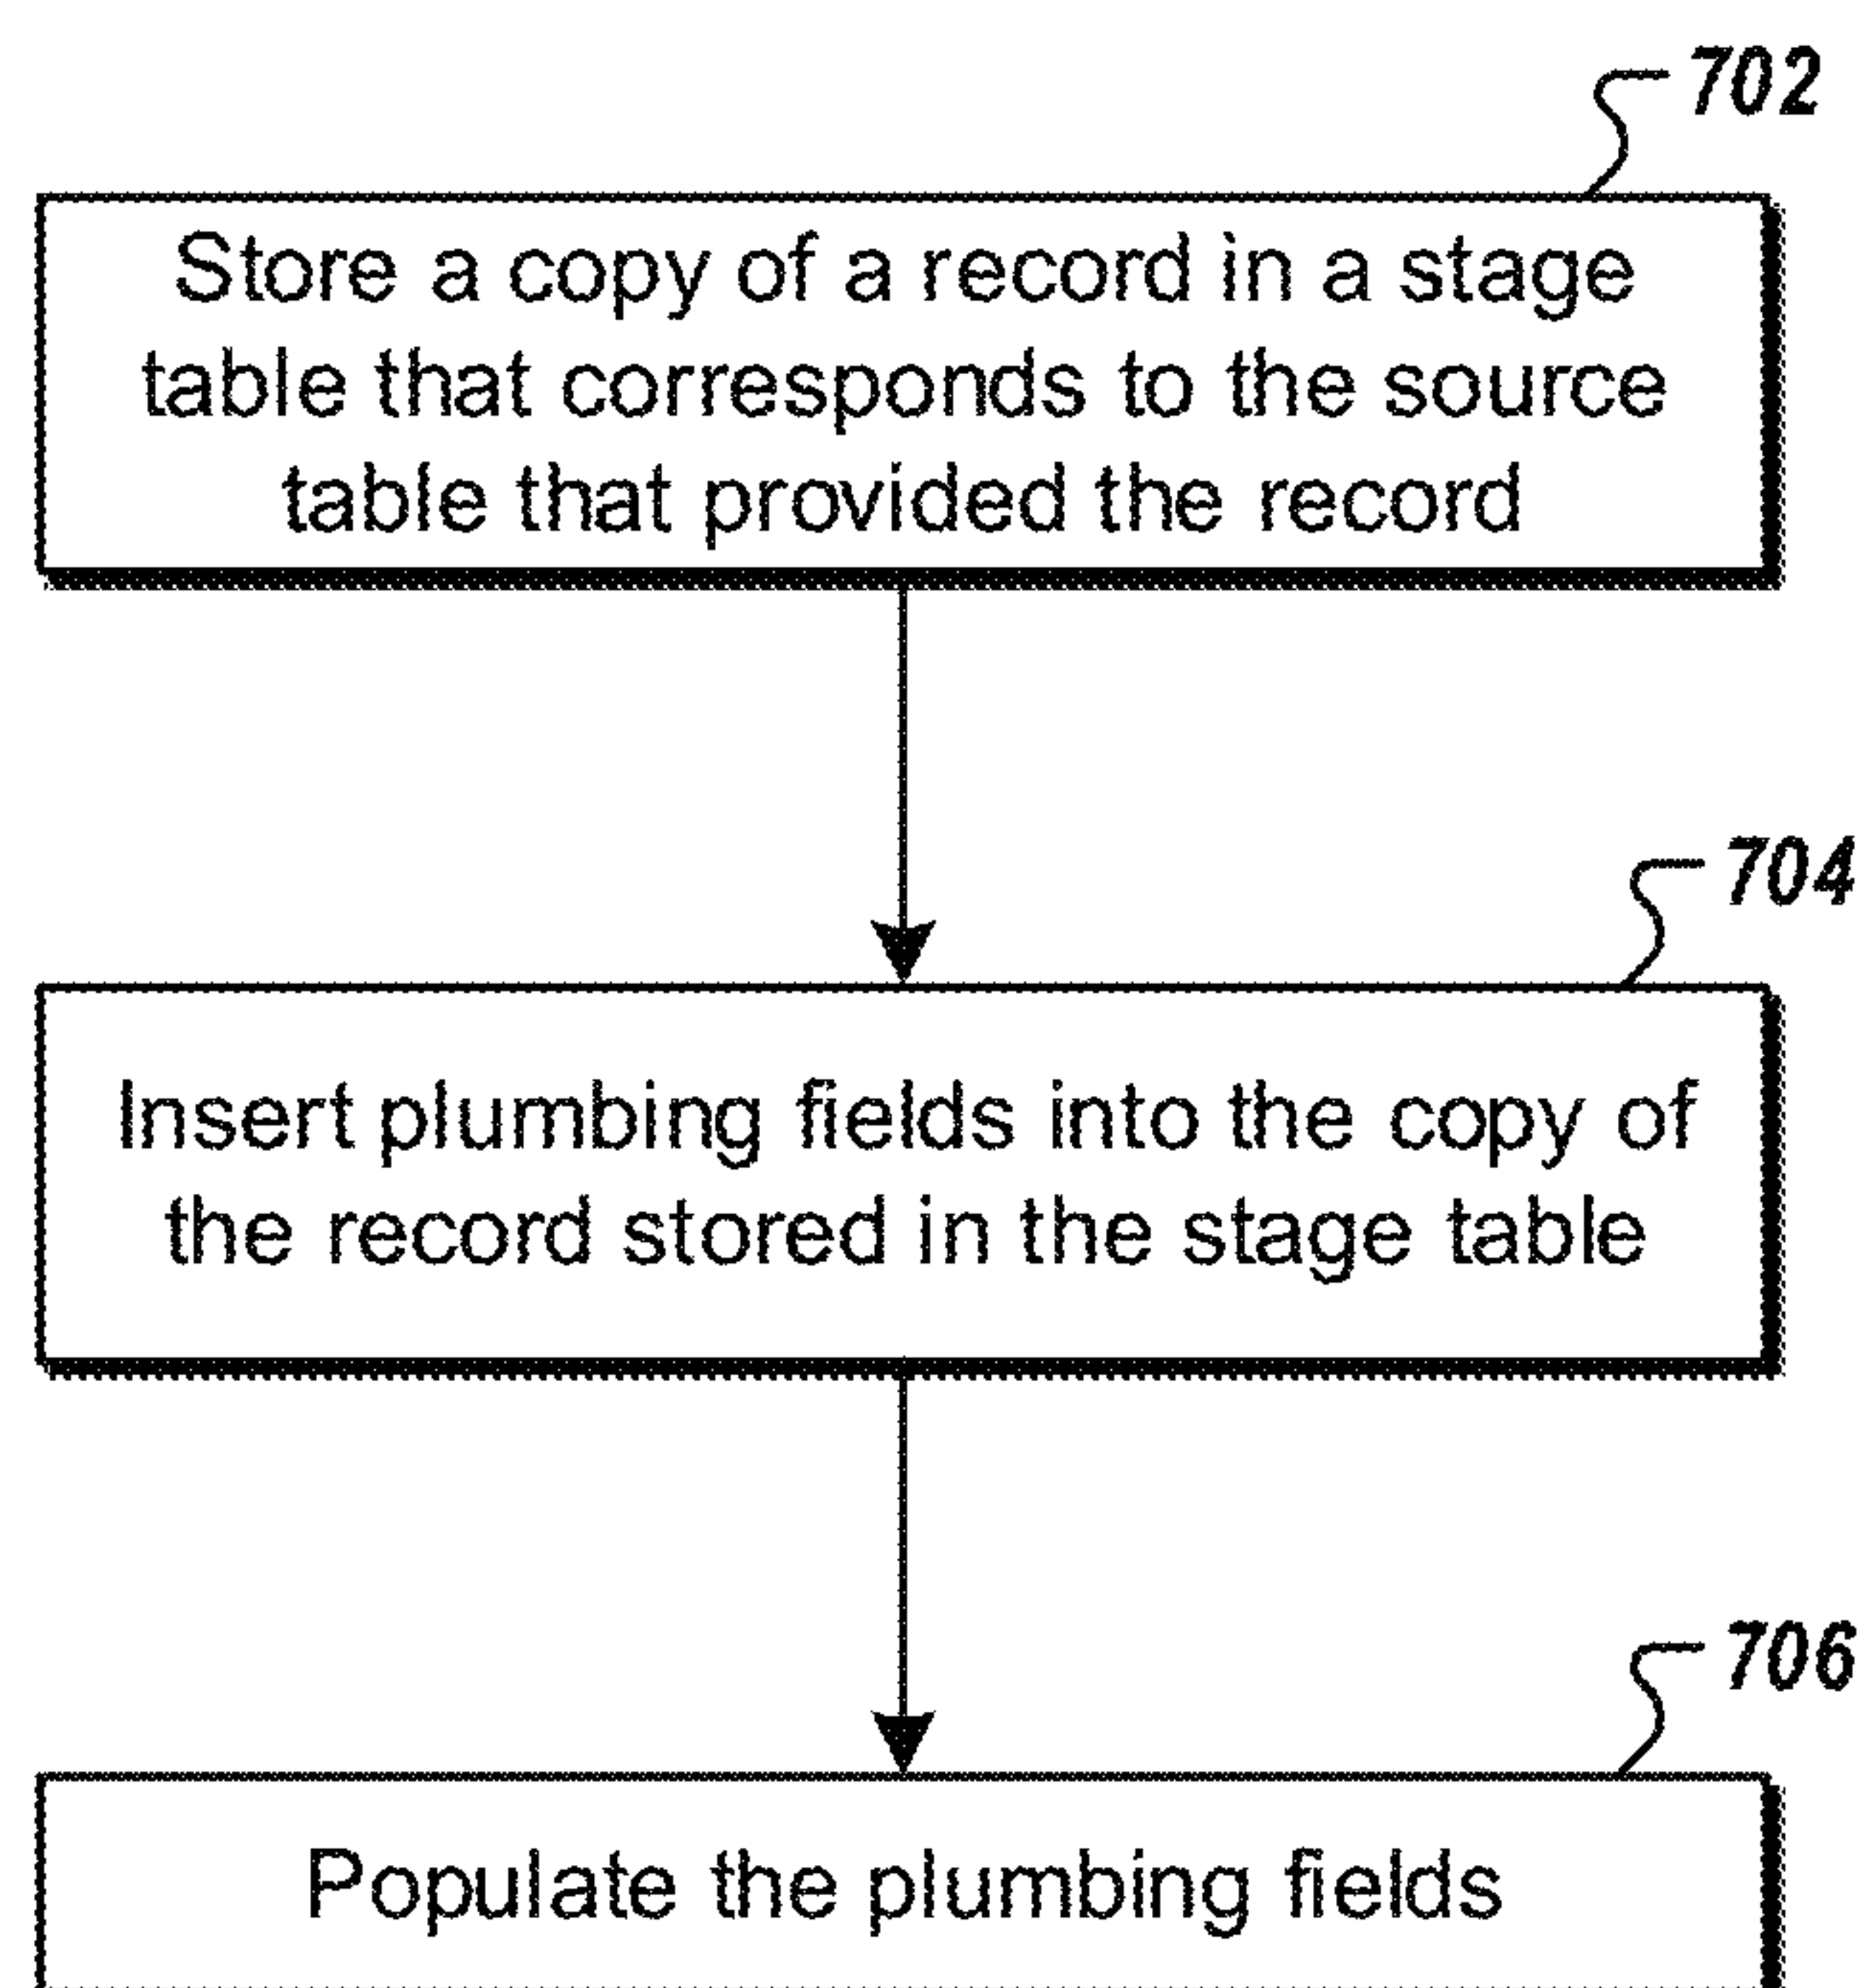 702
Store a copy of a record in a stage
table that corresponds to the source
table that provided the record
704
Insert plumbing fields into the copy of
the record stored in the stage table
706
Populate the plumbing fields